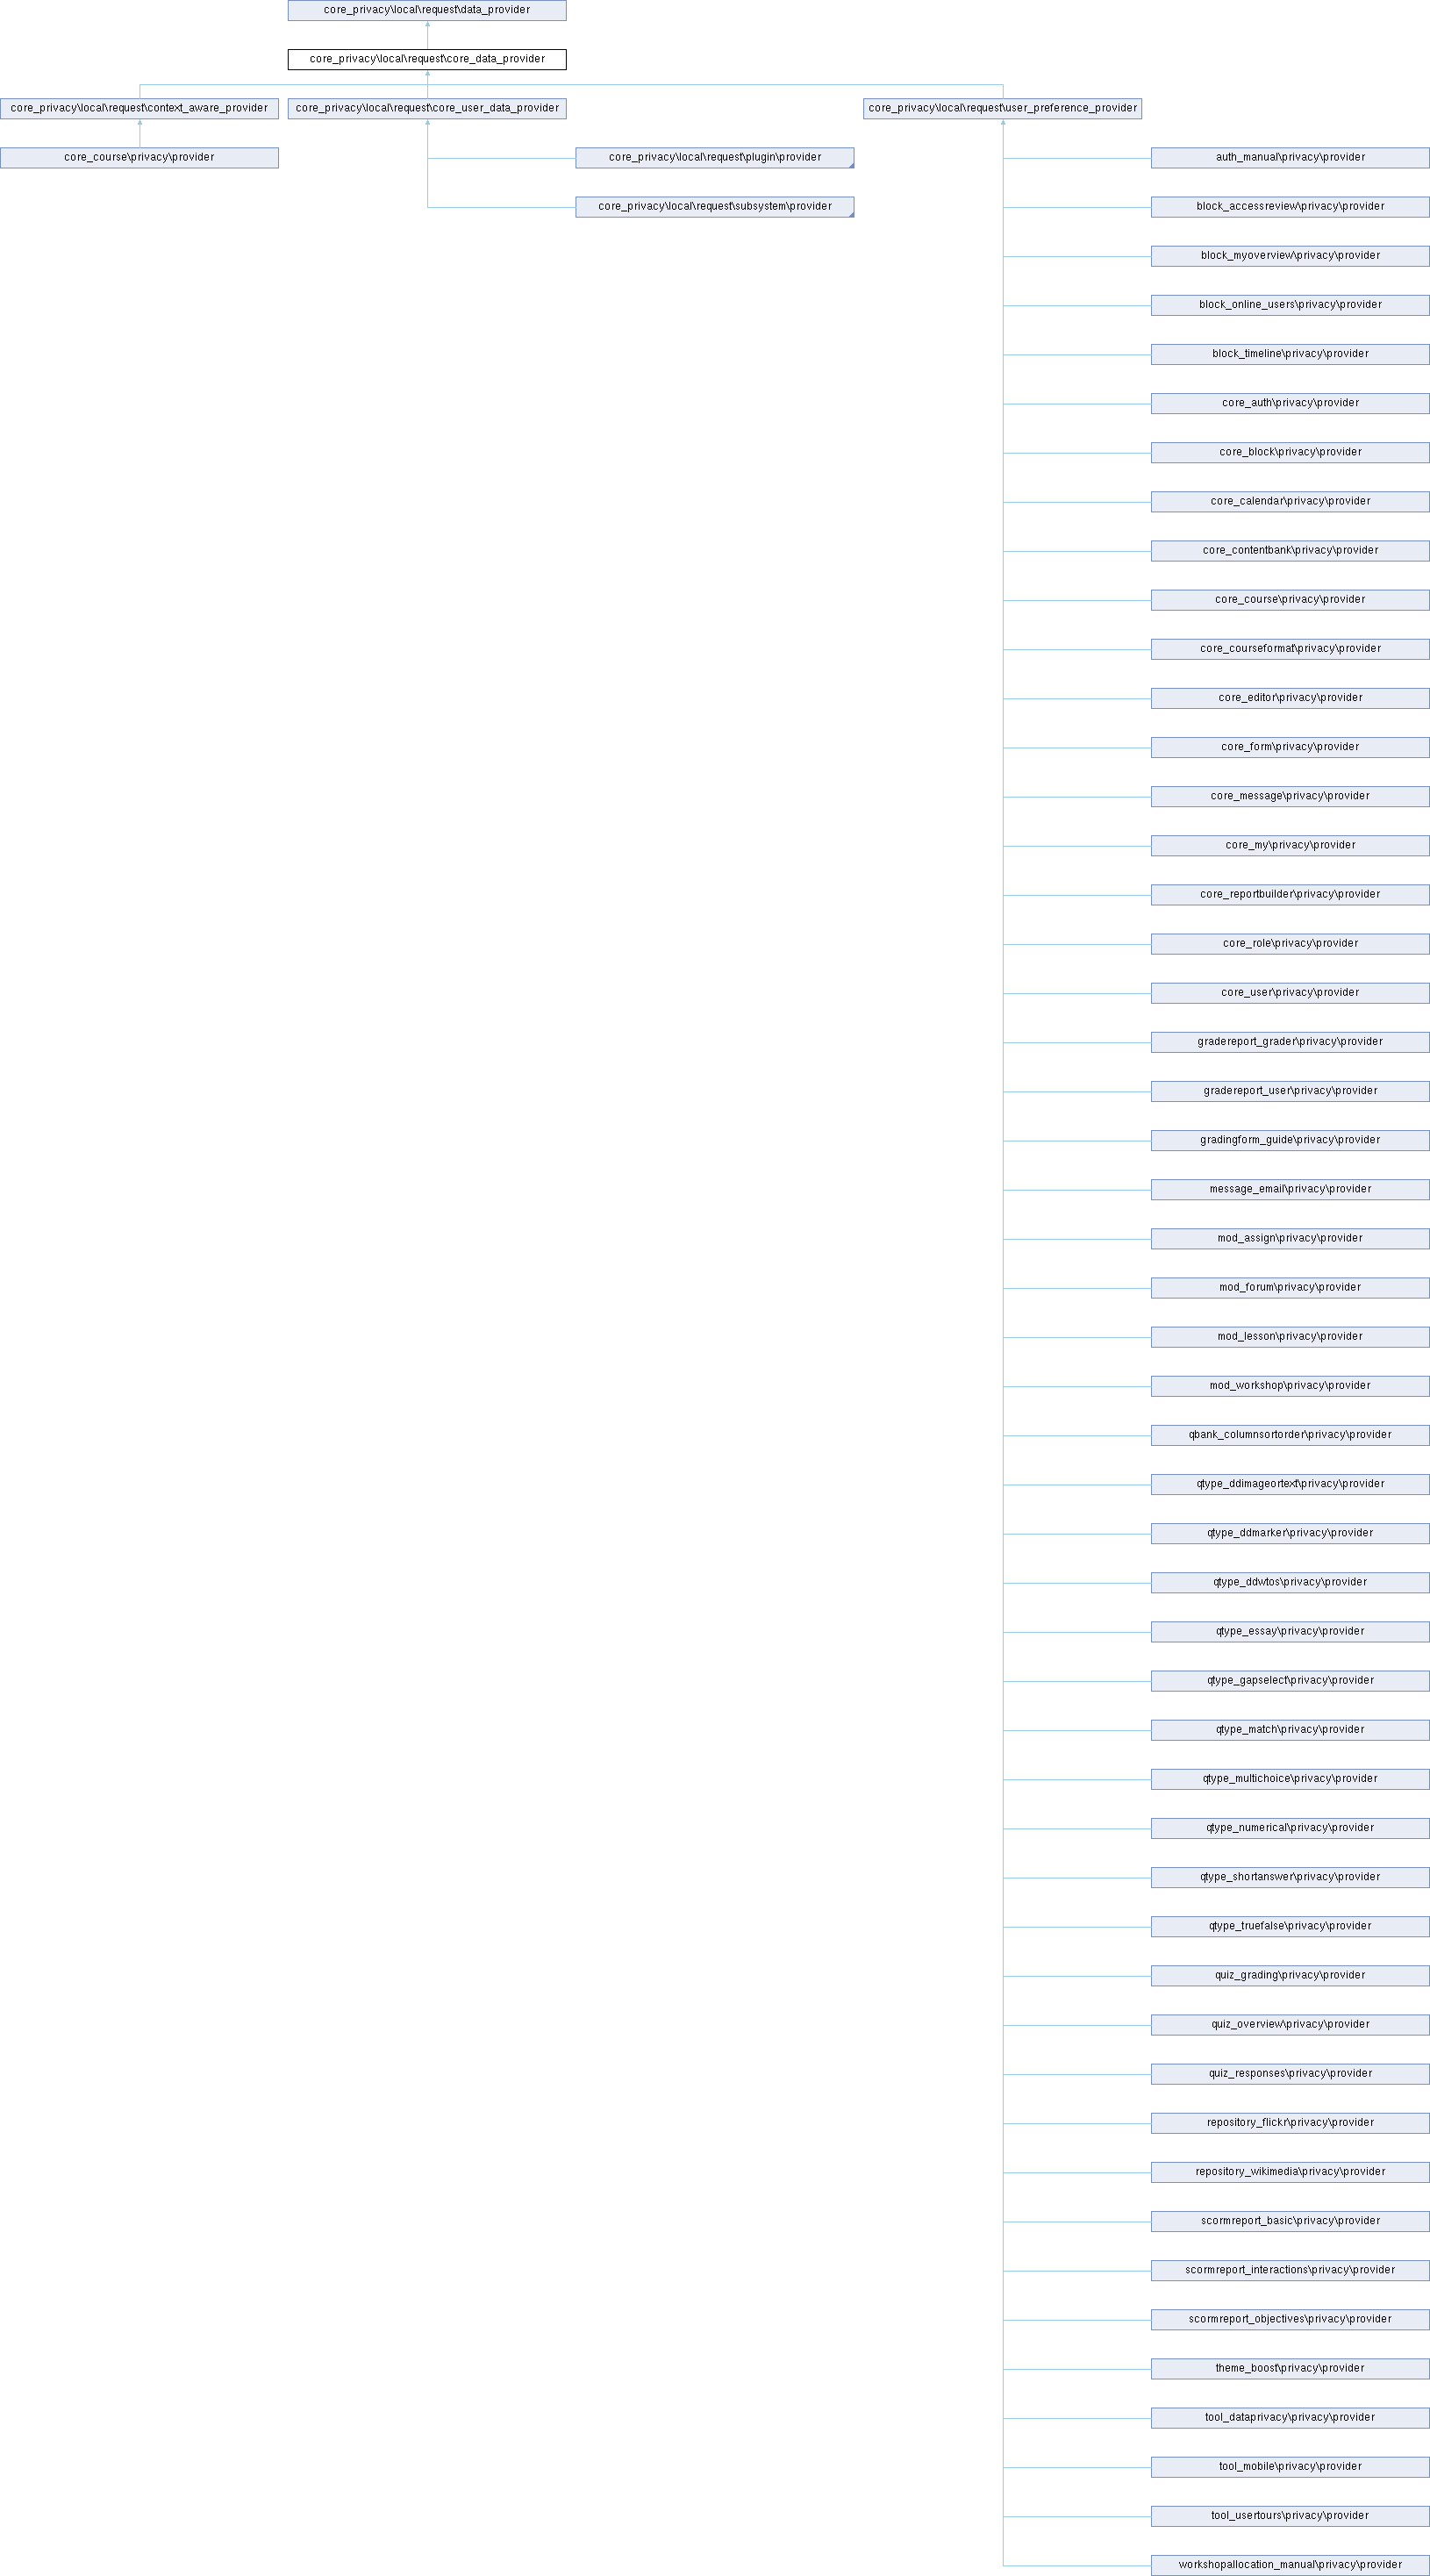 core_privacy\local\request\data_provider
core_privacy\local\request\core_data_provider
core_privacy\local\request\context_aware_provider
core_privacy\local\request\core_user_data_provider
core_privacy\local\request\user_preference_provider
core_course\privacy\provider
core_privacy\local\request\plugin\provider
auth_manual\privacy\provider
core_privacy\local\request\subsystem\provider
block_accessreview\privacy\provider
block_myoverview\privacy\provider
block_online_users\privacy\provider
block_timeline\privacy\provider
core_auth\privacy\provider
core_block\privacy\provider
core_calendar\privacy\provider
core_contentbank\privacy\provider
core_course\privacy\provider
core_courseformat\privacy\provider
core_editor\privacy\provider
core_form\privacy\provider
core_message\privacy\provider
core_my\privacy\provider
core_reportbuilder\privacy\provider
core_role\privacy\provider
core_user\privacy\provider
gradereport_grader\privacy\provider
gradereport_user\privacy\provider
gradingform_guide\privacy\provider
message_email\privacy\provider
mod_assign\privacy\provider
mod_forum\privacy\provider
mod_lesson\privacy\provider
mod_workshop\privacy\provider
qbank_columnsortorder\privacy\provider
qtype_ddimageortext\privacy\provider
qtype_ddmarker\privacy\provider
qtype_ddwtos\privacy\provider
qtype_essay\privacy\provider
qtype_gapselect\privacy\provider
qtype_match\privacy\provider
qtype_multichoice\privacy\provider
qtype_numerical\privacy\provider
qtype_shortanswer\privacy\provider
qtype_truefalse\privacy\provider
quiz_grading\privacy\provider
quiz_overview\privacy\provider
quiz_responses\privacy\provider
repository_flickr\privacy\provider
repository_wikimedia\privacy\provider
scormreport_basic\privacy\provider
scormreport_interactions\privacy\provider
scormreport_objectives\privacy\provider
theme_boost\privacy\provider
tool_dataprivacy\privacy\provider
tool_mobile\privacy\provider
tool_usertours\privacy\provider
workshopallocation_manual\privacy\provider